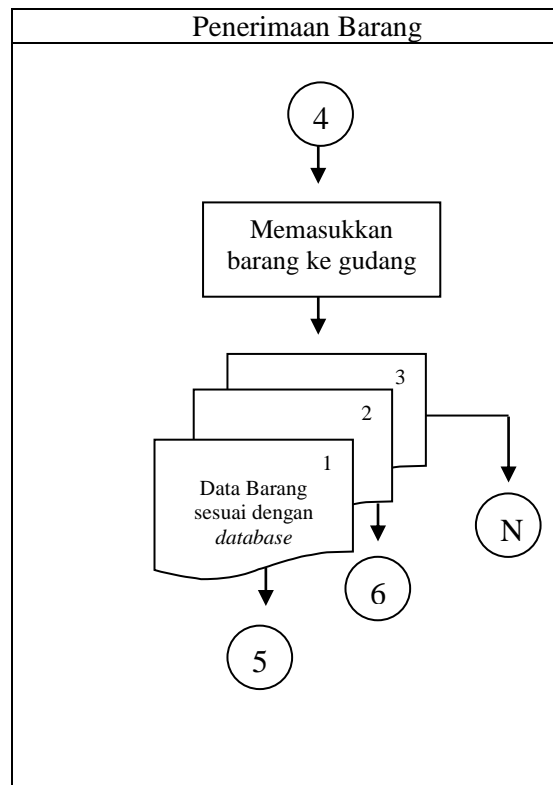 Penerimaan Barang
4
Memasukkan
barang ke gudang
3
2
1
Data Barang
sesuai dengan
database
N
6
5